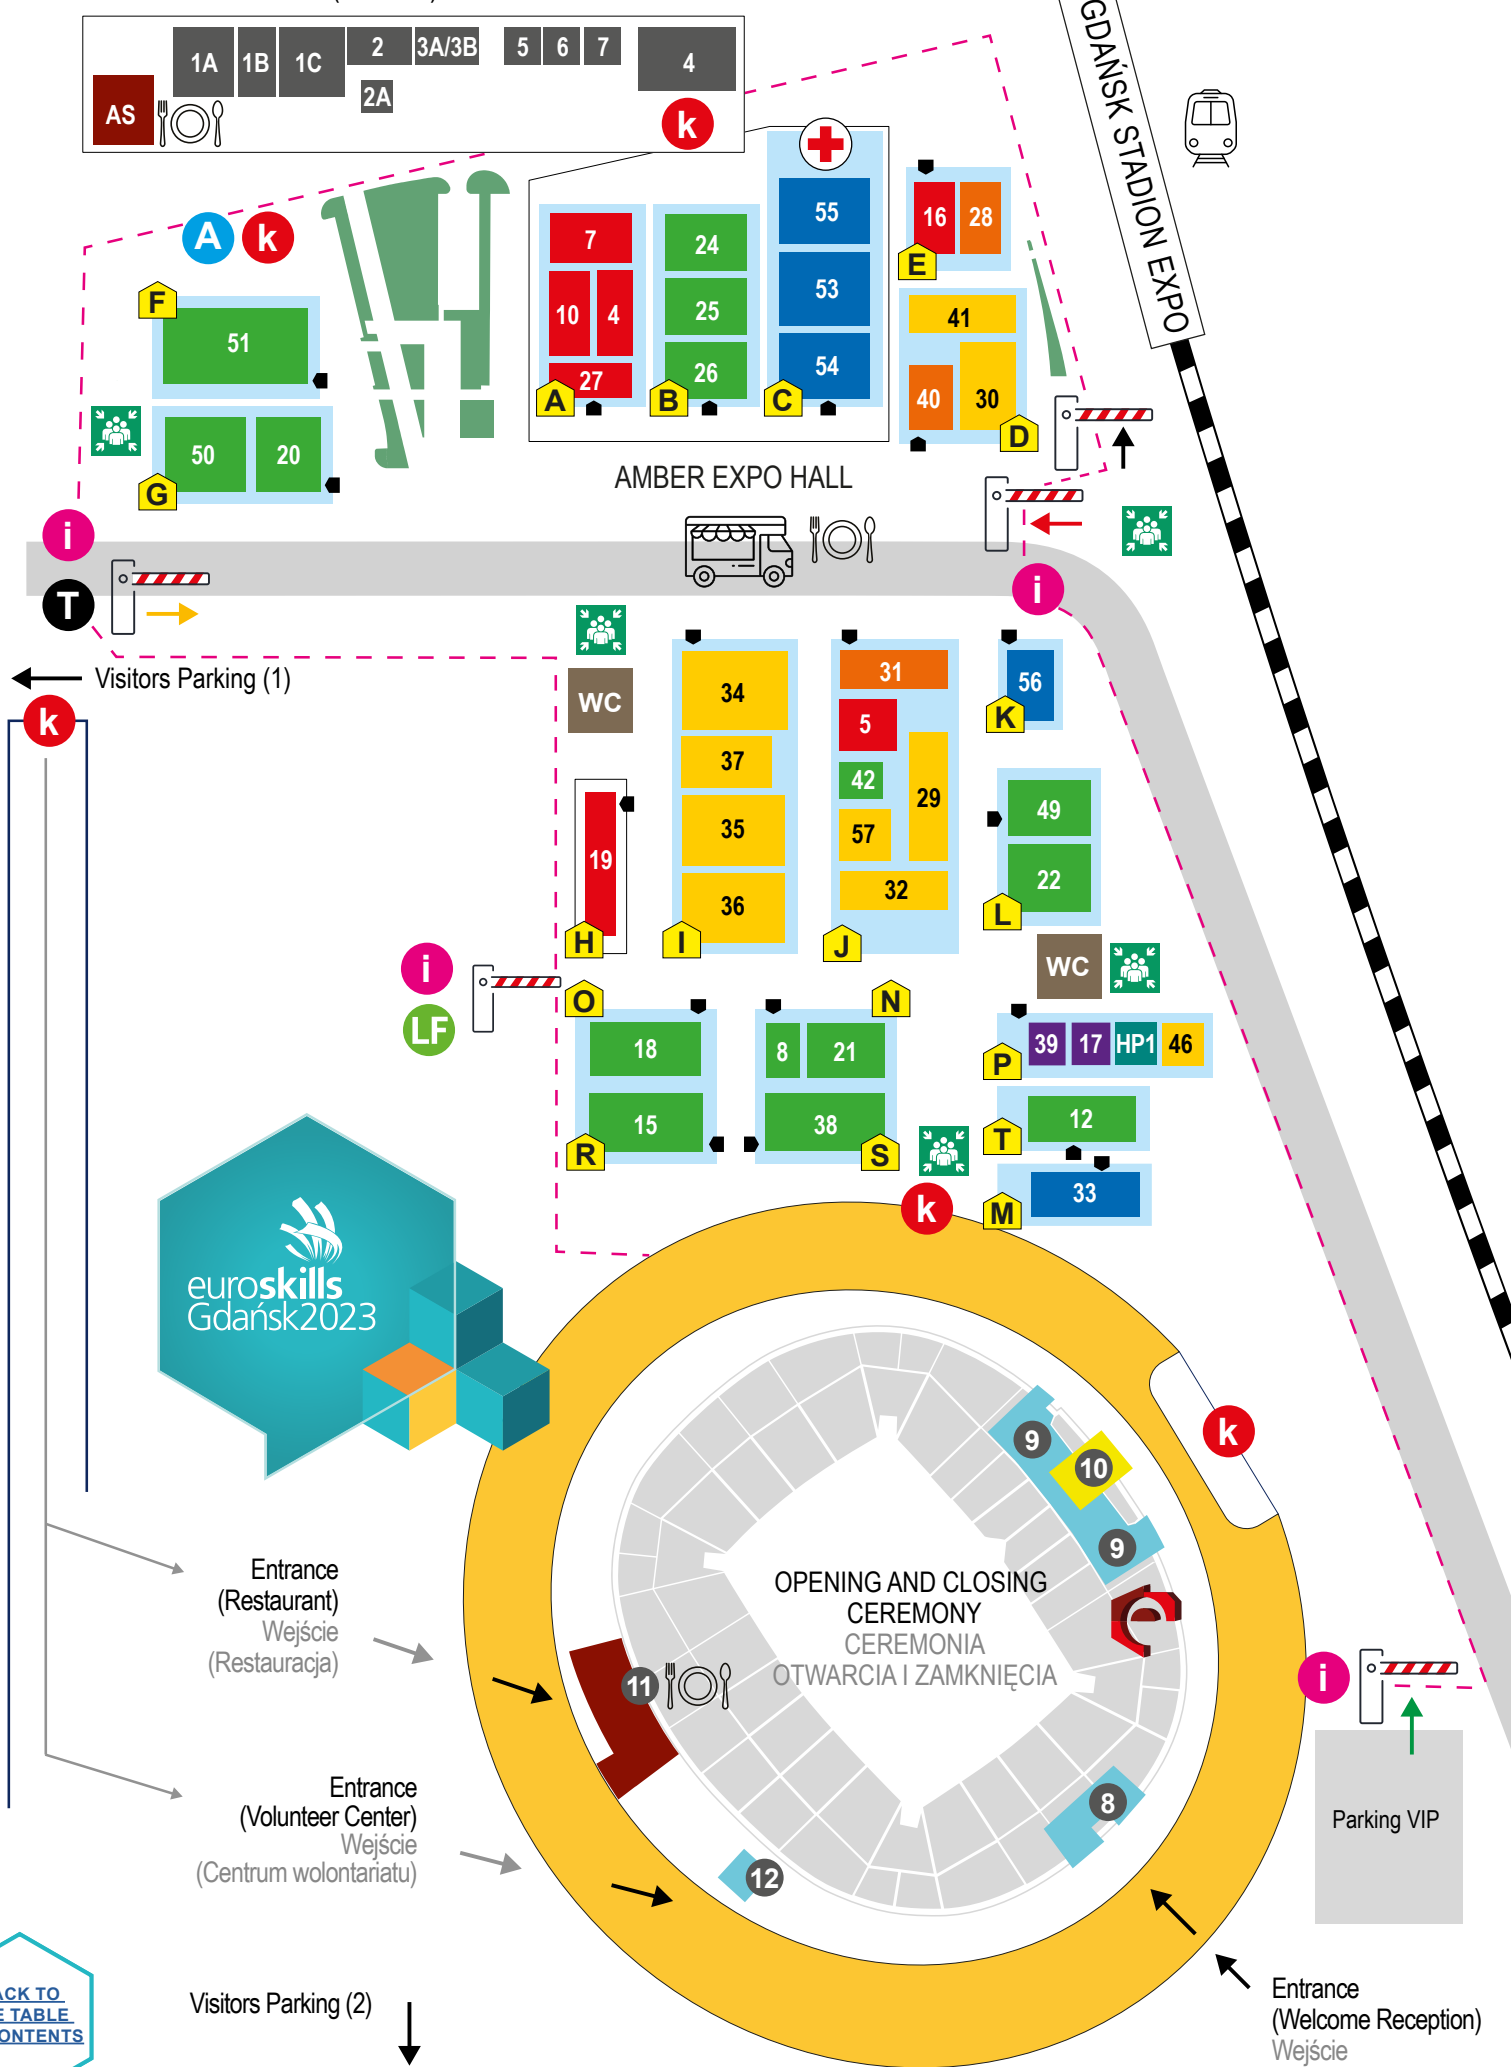 1A
1B
1C
2
3A/3B
5
6
7
4
2A
AS
k
GDAŃSK STADION EXPO
55
16
28
E
7
24
53
10
4
25
54
27
26
A
B
C
41
40
30
D
A
k
F
51
50
20
G
AMBER EXPO HALL
i
T
i
Visitors Parking (1)
k
WC
34
37
35
36
I
31
5
42
29
57
32
J
56
K
19
H
49
22
L
WC
i
LF
O
N
18
8
21
15
38
R
S
P
39
17
HP1
46
T
12
M
33
k
euroskills
Gdańsk2023
9
10
9
k
OPENING AND CLOSING
CEREMONY
CEREMONIA
OTWARCIA I ZAMKNIĘCIA
e
Entrance
(Restaurant)
Wejście
(Restauracja)
11
i
8
Parking VIP
Entrance
(Volunteer Center)
Wejście
(Centrum wolontariatu)
12
Visitors Parking (2)
Entrance
(Welcome Reception)
Wejście
TABLE